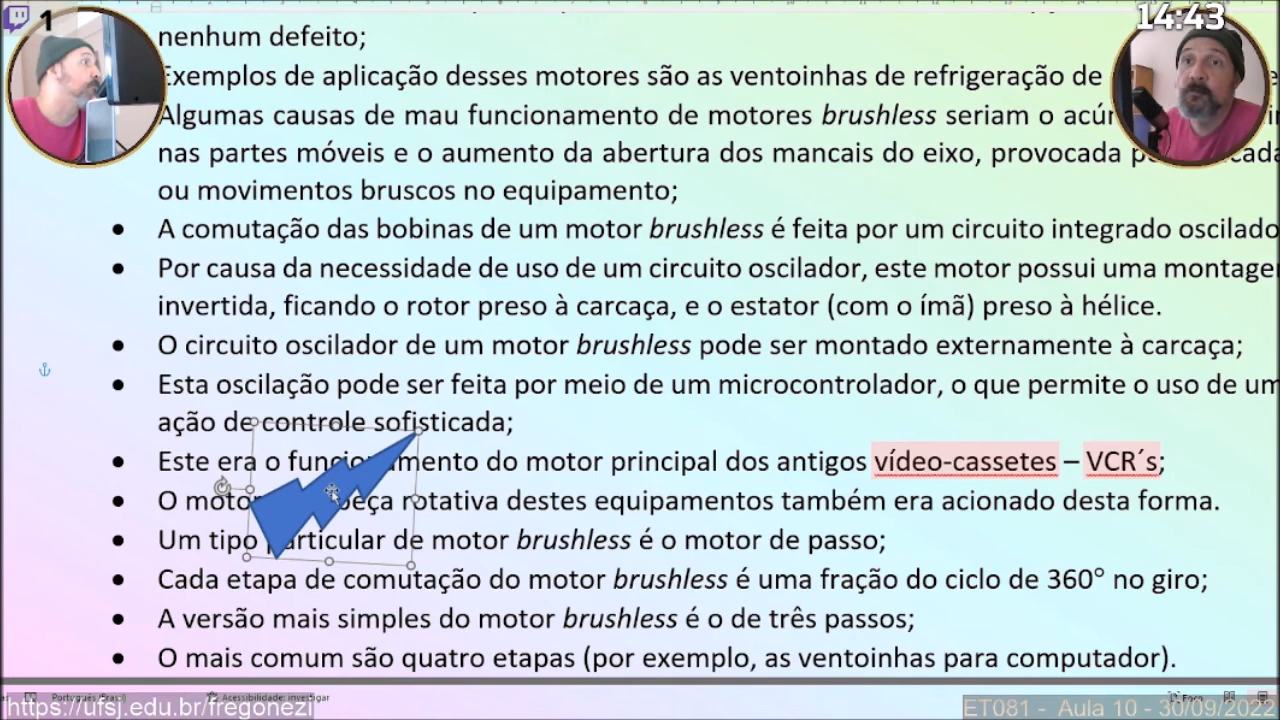 1
14:43
nenhum defeito;
Exemplos de aplicação desses motores são as ventoinhas de refrigeração de
Algumas causas de mau funcionamento de motores brushless seriam o
nas partes móveis e o aumento da abertura dos mancais do eixo, provocada
ou movimentos bruscos no equipamento;
• A comutação das bobinas de um motor brushless é feita por um circuito integrado
• Por causa da necessidade de uso de um circuito oscilador, este motor possui uma
invertida, ficando o rotor preso à carcaça, e o estator (com o ímã) preso à hélice.
• O circuito oscilador de um motor brushless pode ser montado externamente à carcaça;
• Esta oscilação pode ser feita por meio de um microcontrolador, o que permite o uso de
ação de controle sofisticada;
• Este era o funcionamento do motor principal dos antigos vídeo-cassetes – VCR´s;
• O motor rotativa destes equipamentos também era acionado desta forma.
• Um tipo particular de motor brushless é o motor de passo;
• Cada etapa de comutação do motor brushless é uma fração do ciclo de 360° no giro;
• A versão mais simples do motor brushless é o de três passos;
• O mais comum são quatro etapas (por exemplo, as ventoinhas para computador).
Português (Brasil) Acessibilidade: investigar Foco
https://ufsj.edu.br/fregonezi
ET081 - Aula 10 - 30/09/2022